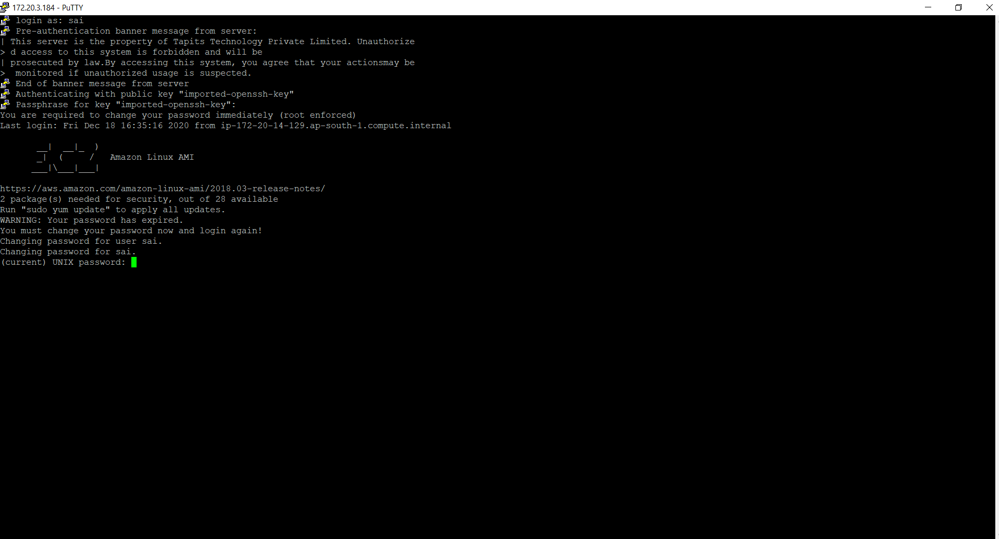 172.20.3.184 - PuTTY
login as: sai
Pre-authentication banner message from server:
| This server is the property of Tapits Technology Private Limited. Unauthorize
> d access to this system is forbidden and will be
| prosecuted by law.By accessing this system, you agree that your actionsmay be
>  monitored if unauthorized usage is suspected.
End of banner message from server
Authenticating with public key "imported-openssh-key"
Passphrase for key "imported-openssh-key":
You are required to change your password immediately (root enforced)
Last login: Fri Dec 18 16:35:16 2020 from ip-172-20-14-129.ap-south-1.compute.internal
       __|  __|_  )
       _|  (     /   Amazon Linux AMI
      ___|\___|___|
https://aws.amazon.com/amazon-linux-ami/2018.03-release-notes/
2 package(s) needed for security, out of 28 available
Run "sudo yum update" to apply all updates.
WARNING: Your password has expired.
You must change your password now and login again!
Changing password for user sai.
Changing password for sai.
(current) UNIX password: